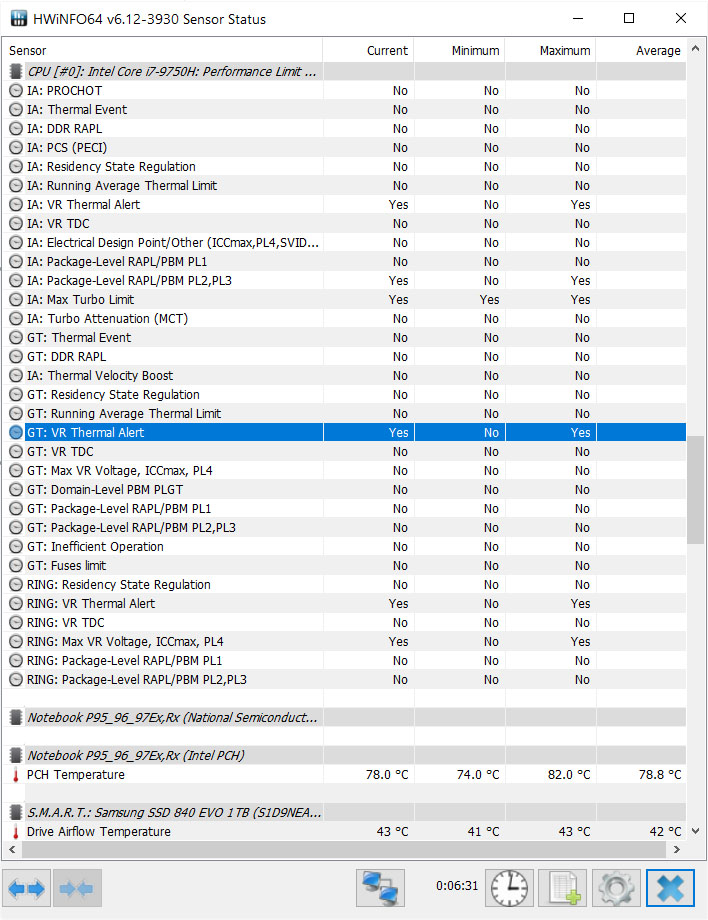 HWiNFO64 v6.12-3930 Sensor Status
Sensor Current Minimum Maximum Average
CPU [#0]: Intel Core i7-9750H: Performance Limit ...
IA: PROCHOT No No No
IA: Thermal Event No No No
IA: DDR RAPL No No No
IA: PCS (PECI) No No No
IA: Residency State Regulation No No No
IA: Running Average Thermal Limit No No No
IA: VR Thermal Alert Yes No Yes
IA: VR TDC No No No
IA: Electrical Design Point/Other (ICCmax,PL4,SVID... No No No
IA: Package-Level RAPL/PBM PL1 No No No
IA: Package-Level RAPL/PBM PL2,PL3 Yes No Yes
IA: Max Turbo Limit Yes Yes Yes
IA: Turbo Attenuation (MCT) No No No
GT: Thermal Event No No No
GT: DDR RAPL No No No
IA: Thermal Velocity Boost No No No
GT: Residency State Regulation No No No
GT: Running Average Thermal Limit No No No
GT: VR Thermal Alert Yes No Yes
GT: VR TDC No No No
GT: Max VR Voltage, ICCmax, PL4 No No No
GT: Domain-Level PBM PLGT No No No
GT: Package-Level RAPL/PBM PL1 No No No
GT: Package-Level RAPL/PBM PL2,PL3 No No No
GT: Inefficient Operation No No No
GT: Fuses limit No No No
RING: Residency State Regulation No No No
RING: VR Thermal Alert Yes No Yes
RING: VR TDC No No No
RING: Max VR Voltage, ICCmax, PL4 Yes No Yes
RING: Package-Level RAPL/PBM PL1 No No No
RING: Package-Level RAPL/PBM PL2,PL3 No No No
Notebook P95_96_97Ex,Rx (National Semiconduct...
Notebook P95_96_97Ex,Rx (Intel PCH)
PCH Temperature 78.0 °C 74.0 °C 82.0 °C 78.8 °C
S.M.A.R.T.: Samsung SSD 840 EVO 1TB (S1D9NEA...
Drive Airflow Temperature 43 °C 41 °C 43 °C 42 °C
0:06:31